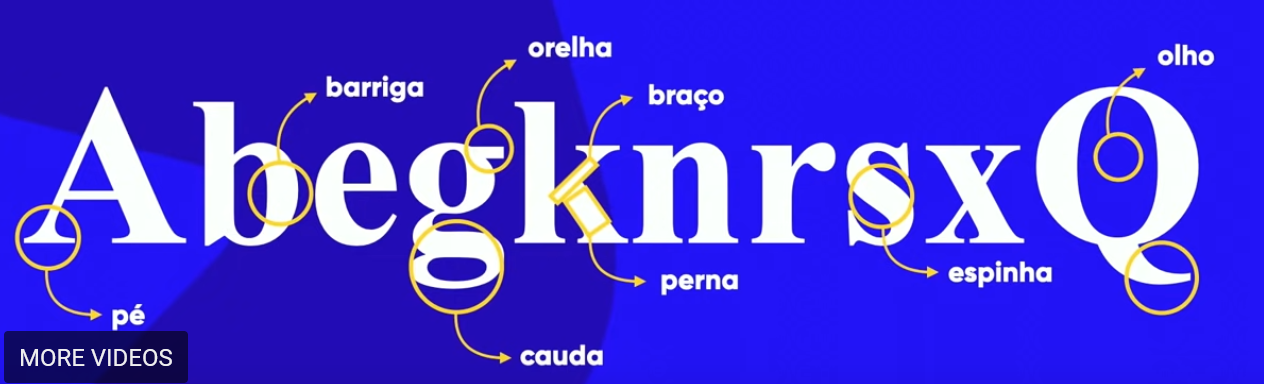 orelha
olho
barriga
braço
AbegknrsxQ
espinha
perna
pé
MORE VIDEOS
cauda